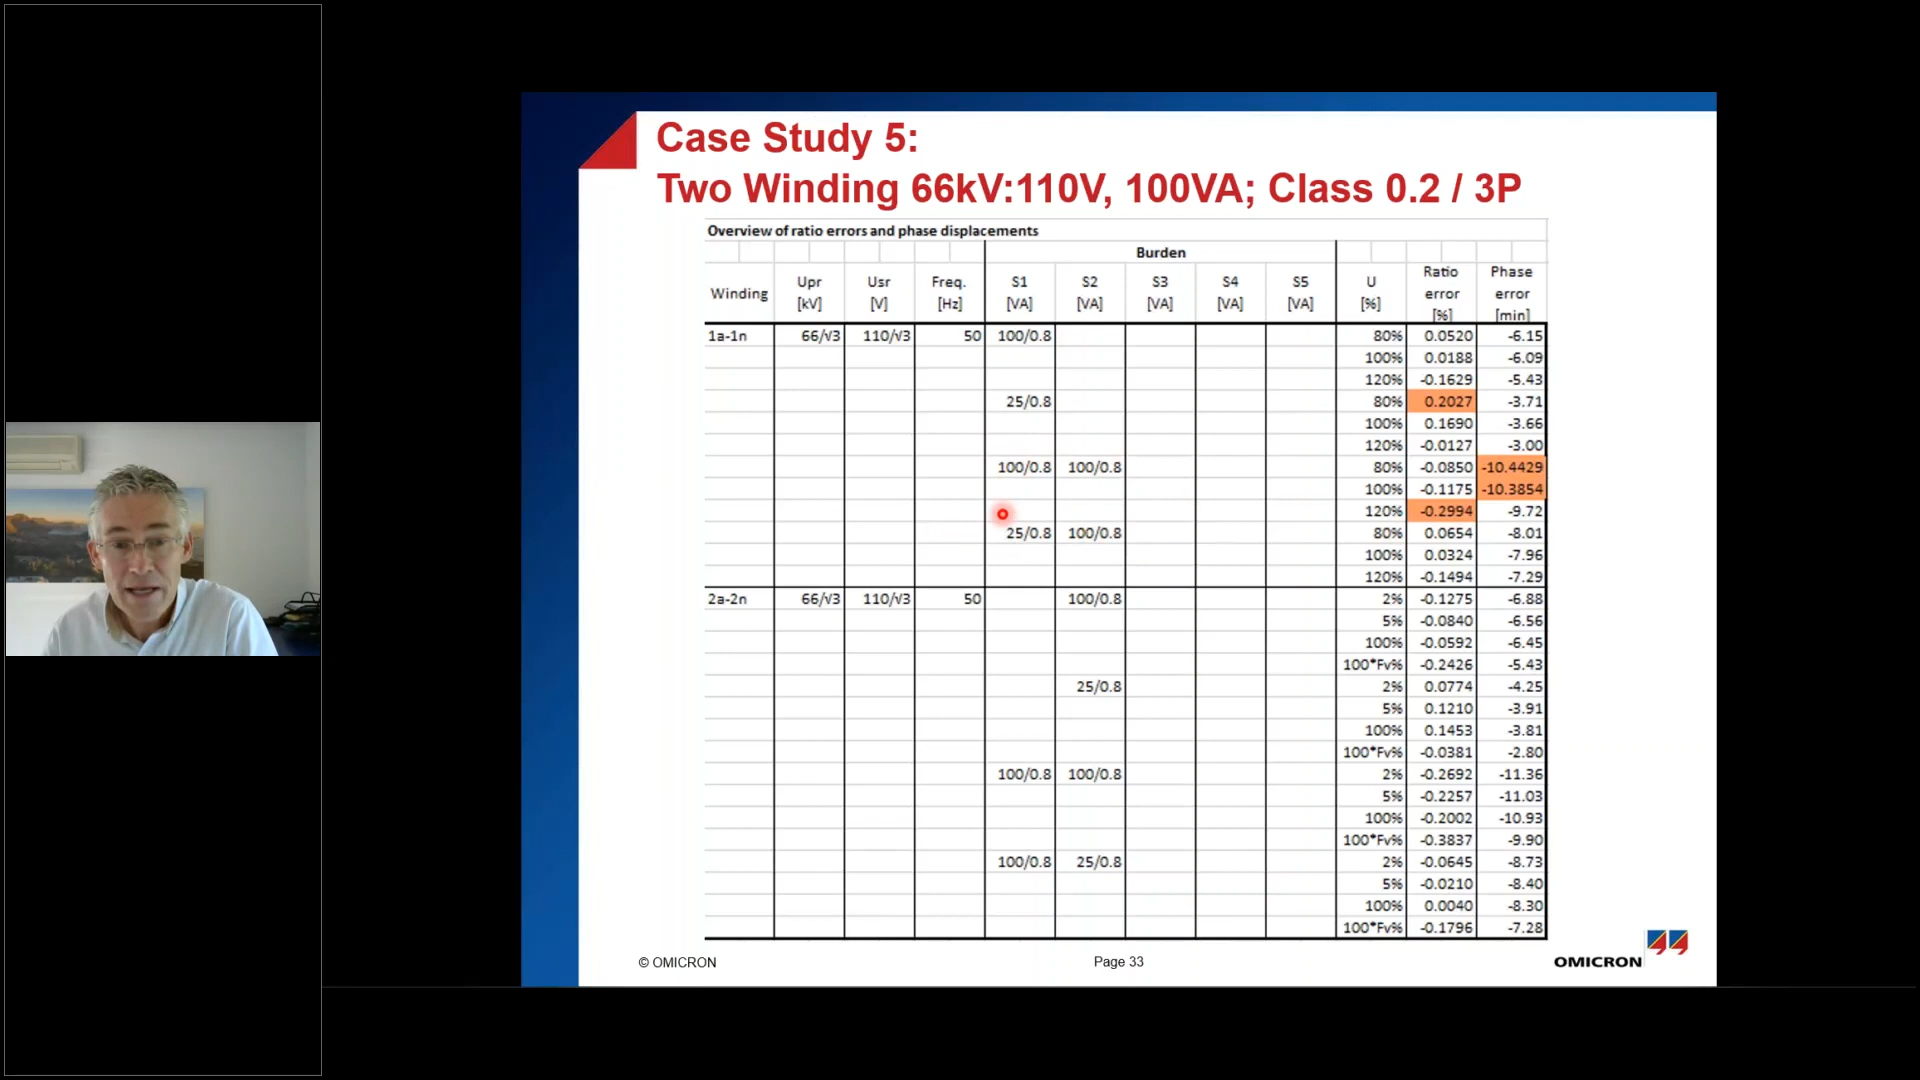 Case Study 5:
Two Winding 66kV:110V, 100VA; Class 0.2 / 3P
Overview of ratio errors and phase displacements
Burden
Winding Upr [kV] Usr [V] Freq. [Hz] S1 [VA] S2 [VA] S3 [VA] S4 [VA] S5 [VA] U [%] Ratio error [%] Phase error [min]
1a-1n 66/√3 110/√3 50 100/0.8 80% 0.0520 -6.15
100% 0.0188 -6.09
120% -0.1629 -5.43
25/0.8 80% 0.2027 -3.71
100% 0.1690 -3.66
120% -0.0127 -3.00
100/0.8 100/0.8 80% -0.0850 -10.4429
100% -0.1175 -10.3854
120% -0.2994 -9.72
25/0.8 100/0.8 80% 0.0654 -8.01
100% 0.0324 -7.96
120% -0.1494 -7.29
2a-2n 66/√3 110/√3 50 100/0.8 2% -0.1275 -6.88
5% -0.0840 -6.56
100% -0.0592 -6.45
100*Fv% -0.2426 -5.43
25/0.8 2% 0.0774 -4.25
5% 0.1210 -3.91
100% 0.1453 -3.81
100*Fv% -0.0381 -2.80
100/0.8 100/0.8 2% -0.2692 -11.36
5% -0.2257 -11.03
100% -0.2002 -10.93
100*Fv% -0.3837 -9.90
100/0.8 25/0.8 2% -0.0645 -8.73
5% -0.0210 -8.40
100% 0.0040 -8.30
100*Fv% -0.1796 -7.28
© OMICRON
Page 33
OMICRON